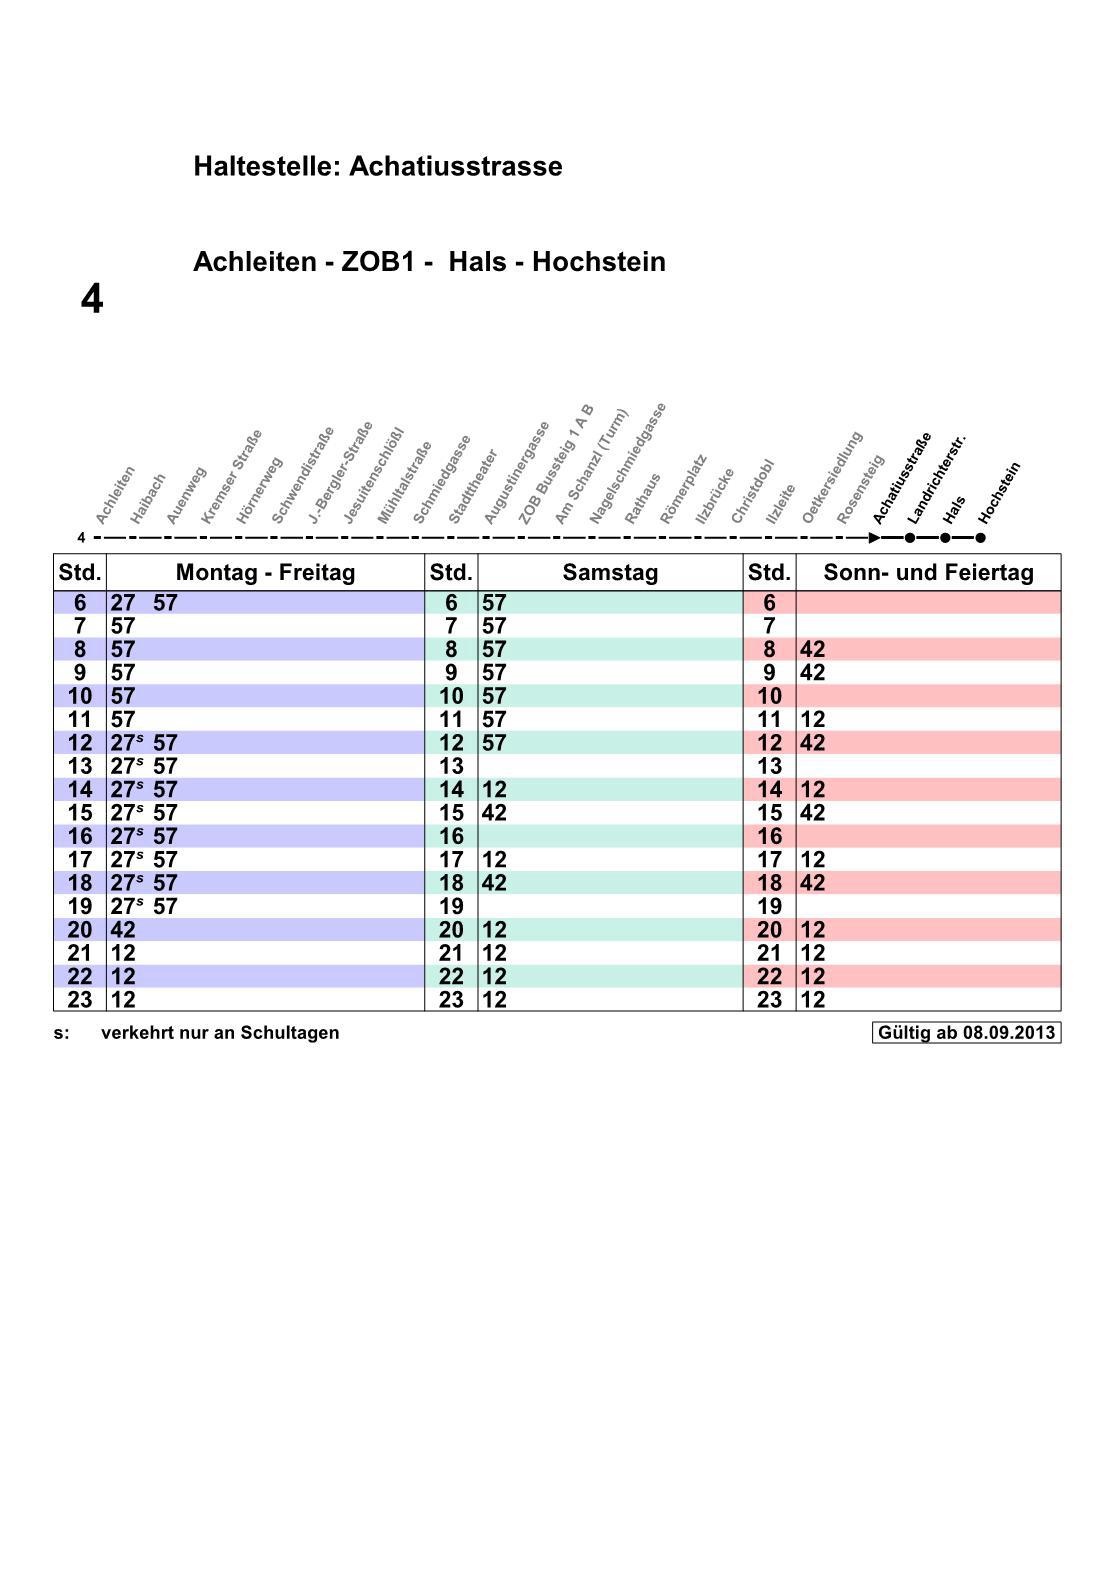 Haltestelle: Achatiusstrasse
Achleiten - ZOB1 - Hals - Hochstein
4
Achleiten
Haibach
Auenweg
Kremser Straße
Hörnerweg
Schwendistraße
J.-Bergler-Straße
Jesuitenschlößl
Mühltalstraße
Schmiedgasse
Stadttheater
Augustinergasse
ZOB Bussteig 1 A B
Am Schanzl (Turm)
Nagelschmiedgasse
Rathaus
Römerplatz
Ilzbrücke
Christdobl
Ilzleite
Oetkersiedlung
Rosensteig
Achatiusstraße
Landrichterstr.
Hals
Hochstein
4
Std. Montag - Freitag Std. Samstag Std. Sonn- und Feiertag
6 27 57 6 57 6
7 57 7 57 7
8 57 8 57 8 42
9 57 9 57 9 42
10 57 10 57 10
11 57 11 57 11 12
12 27s 57 12 57 12 42
13 27s 57 13 13
14 27s 57 14 12 14 12
15 27s 57 15 42 15 42
16 27s 57 16 16
17 27s 57 17 12 17 12
18 27s 57 18 42 18 42
19 27s 57 19 19
20 42 20 12 20 12
21 12 21 12 21 12
22 12 22 12 22 12
23 12 23 12 23 12
s: verkehrt nur an Schultagen Gültig ab 08.09.2013